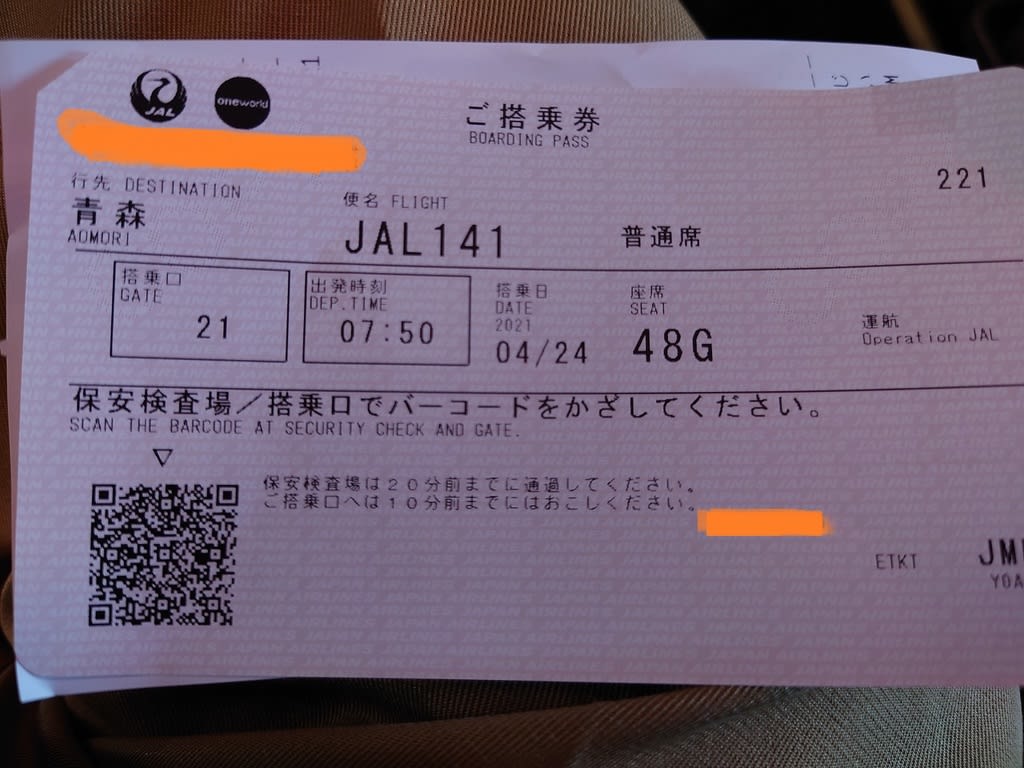 JAL
oneworld
ご搭乗券
BOARDING PASS
221
行先 DESTINATION
青森
AOMORI
便名 FLIGHT
JAL141
普通席
搭乗口
GATE
21
出発時刻
DEP.TIME
07:50
搭乗日
DATE
2021
04/24
座席
SEAT
48G
運航
Operation JAL
保安検査場/搭乗口でバーコードをかざしてください。
SCAN THE BARCODE AT SECURITY CHECK AND GATE.
保安検査場は20分前までに通過してください。
ご搭乗口へは10分前までにはおこしください。
ETKT